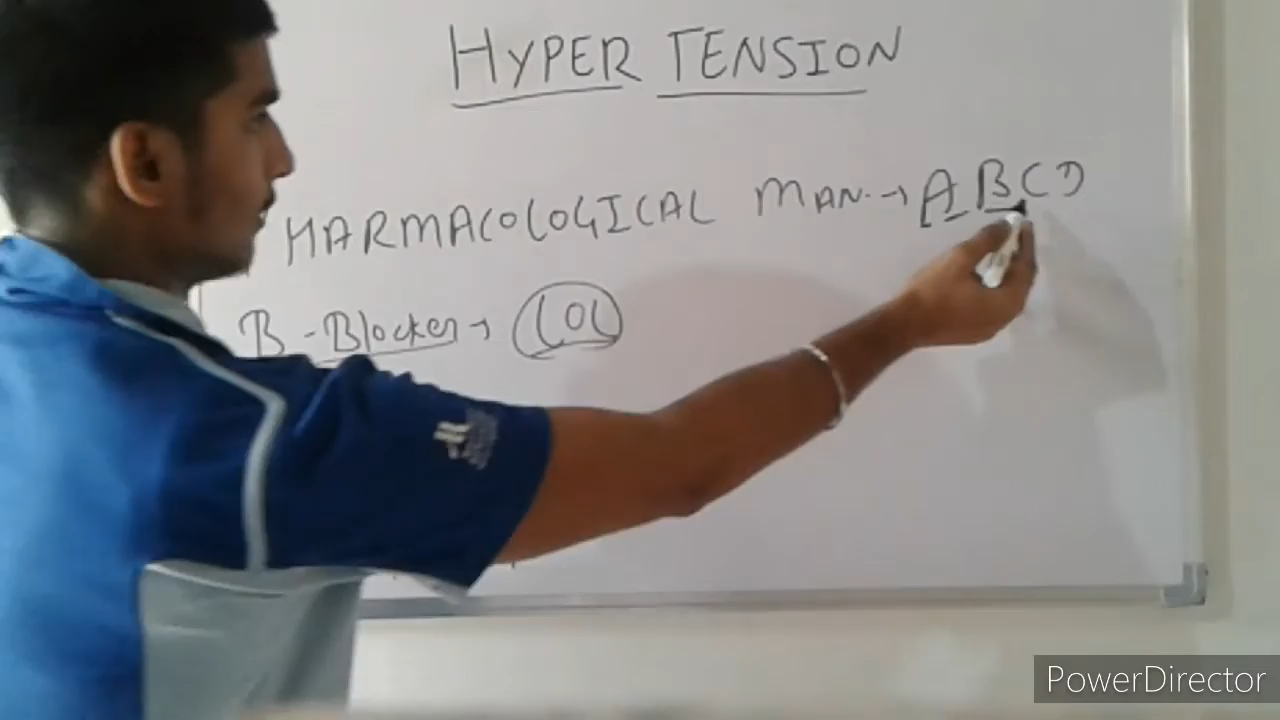 HYPER TENSION
HARMACOLOGICAL MAN. → ABCD
B - Blocker → LOL
PowerDirector